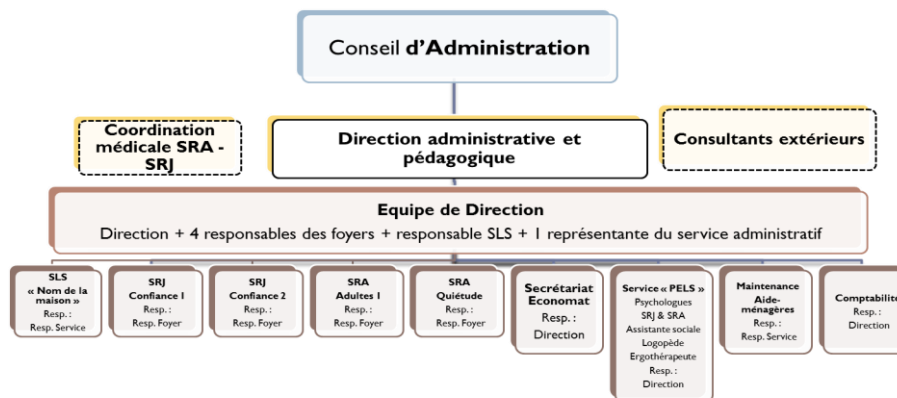 Conseil d'Administration
Coordination
médicale SRA -
SRJ
Direction administrative et
pédagogique
Consultants extérieurs
Equipe de Direction
Direction + 4 responsables des foyers + responsable SLS + 1 représentante du service administratif
SLS
« Nom de la
maison »
Resp. :
Resp. Service
SRJ
Confiance 1
Resp. :
Resp. Foyer
SRJ
Confiance 2
Resp. :
Resp. Foyer
SRA
Adultes 1
Resp. :
Resp. Foyer
SRA
Quiétude
Resp. :
Resp. Foyer
Secrétariat
Economat
Resp. :
Direction
Service « PELS »
Psychologues
SRJ & SRA
Assistante sociale
Logopède
Ergothérapeute
Resp. :
Direction
Maintenance
Aide-
ménagères
Resp. :
Resp. Service
Comptabilité
Resp. :
Direction